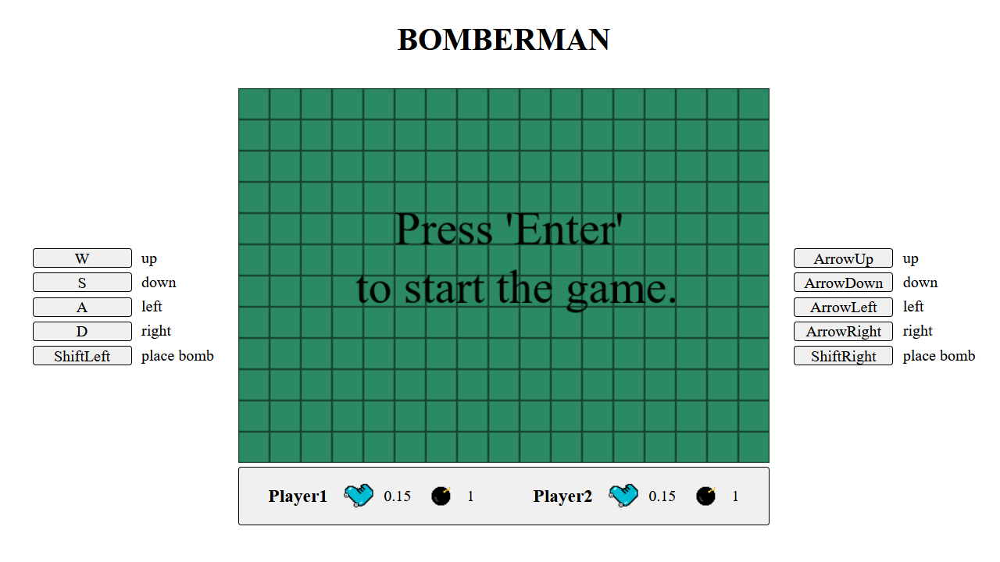 BOMBERMAN
Press 'Enter'
to start the game.
W up
S down
A left
D right
ShiftLeft place bomb
ArrowUp up
ArrowDown down
ArrowLeft left
ArrowRight right
ShiftRight place bomb
Player1 0.15 1 Player2 0.15 1